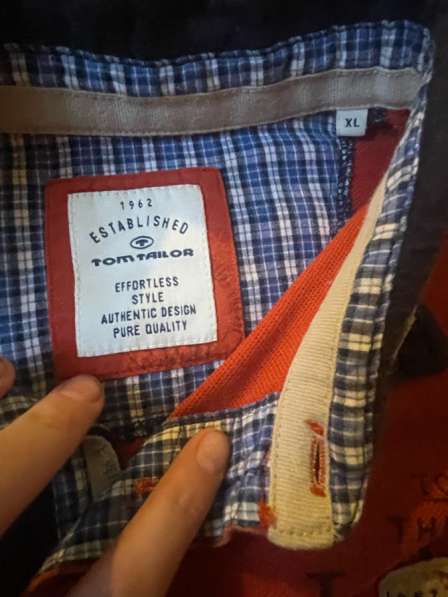 XL
1962
ESTABLISHED
TOM TAILOR
EFFORTLESS
STYLE
AUTHENTIC DESIGN
PURE QUALITY